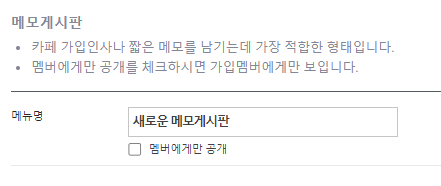 메모게시판
• 카페 가입인사나 짧은 메모를 남기는데 가장 적합한 형태입니다.
• 멤버에게만 공개를 체크하시면 가입멤버에게만 보입니다.
메뉴명
새로운 메모게시판
멤버에게만 공개